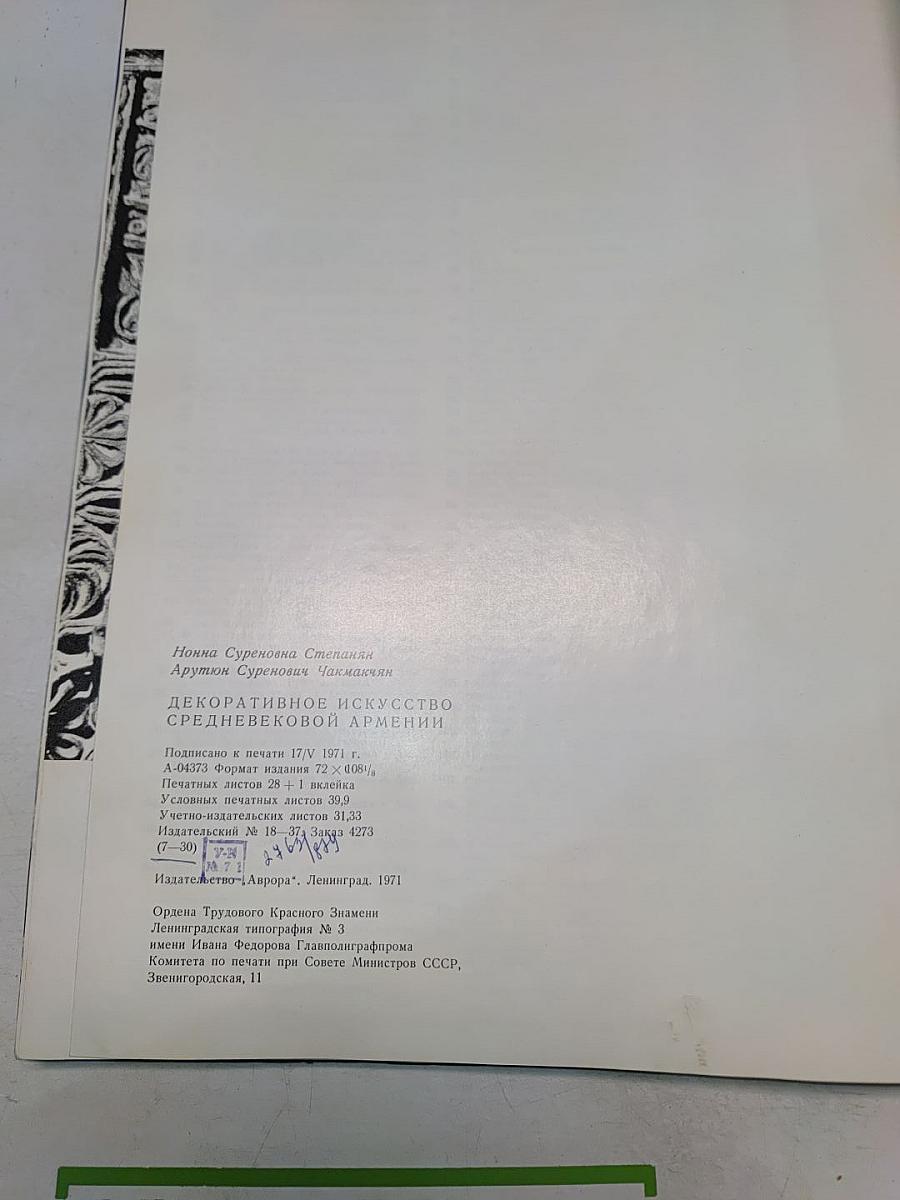 Нонна Суреновна Степанян
Арутюн Суренович Чакмакчян
ДЕКОРАТИВНОЕ ИСКУССТВО
СРЕДНЕВЕКОВОЙ АРМЕНИИ
Подписано к печати 17/V 1971 г.
А-04373 Формат издания 72×108¹/₈
Печатных листов 28 + 1 вклейка
Условных печатных листов 39,9
Учетно-издательских листов 31,33
Издательский № 18—37. Заказ 4273
(7—30)
№ 71
Издательство „Аврора“. Ленинград. 1971
Ордена Трудового Красного Знамени
Ленинградская типография № 3
имени Ивана Федорова Главполиграфпрома
Комитета по печати при Совете Министров СССР,
Звенигородская, 11